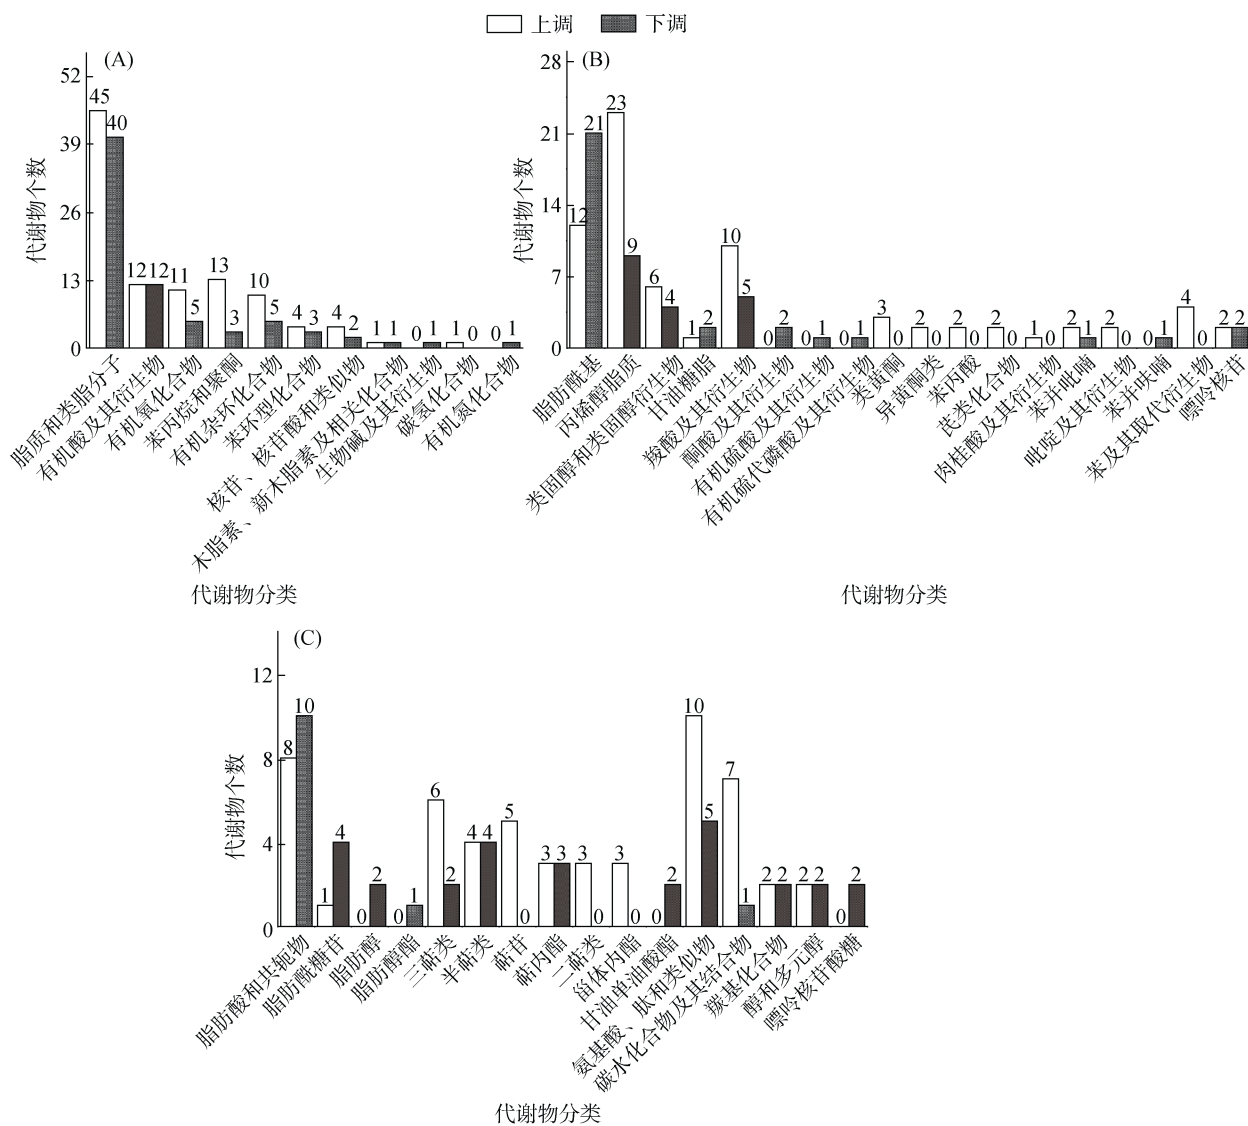 上调 下调
(A)
代谢物个数
52
39
26
13
0
45 40 12 12 11 5 13 3 10 5 4 3 4 2 1 1 0 1 1 0 0 1
脂质和类脂分子
有机酸及其衍生物
有机氧化合物
苯丙烷和聚酮
有机杂环化合物
苯环型化合物
核苷、核苷酸和类似物
木脂素、新木脂素及相关化合物
生物碱及其衍生物
碳氢化合物
有机氮化合物
代谢物分类
(B)
代谢物个数
28
21
14
7
0
12 21 23 9 6 4 1 2 10 5 0 2 0 1 0 1 3 0 2 0 2 0 2 0 1 0 2 1 2 0 0 1 4 0 2 2
脂肪酰基
丙烯醇脂质
类固醇和类固醇衍生物
甘油糖脂
羧酸及其衍生物
酮酸及其衍生物
有机硫酸及其衍生物
有机硫代磷酸及其衍生物
类黄酮
异黄酮类
苯丙酸
芪类化合物
肉桂酸及其衍生物
苯并吡喃
吡啶及其衍生物
苯并呋喃
苯及其取代衍生物
嘌呤核苷
代谢物分类
(C)
代谢物个数
12
8
4
0
8 10 1 4 0 2 0 1 6 2 4 4 5 0 3 3 3 0 3 0 0 2 10 5 7 1 2 2 2 2 0 2
脂肪酸和共轭物
脂肪酰糖苷
脂肪醇
脂肪醇酯
三萜类
半萜类
萜苷
萜内酯
二萜类
甾体内酯
甘油单油酸酯
氨基酸、肽和类似物
碳水化合物及其结合物
羰基化合物
醇和多元醇
嘌呤核苷酸糖
代谢物分类